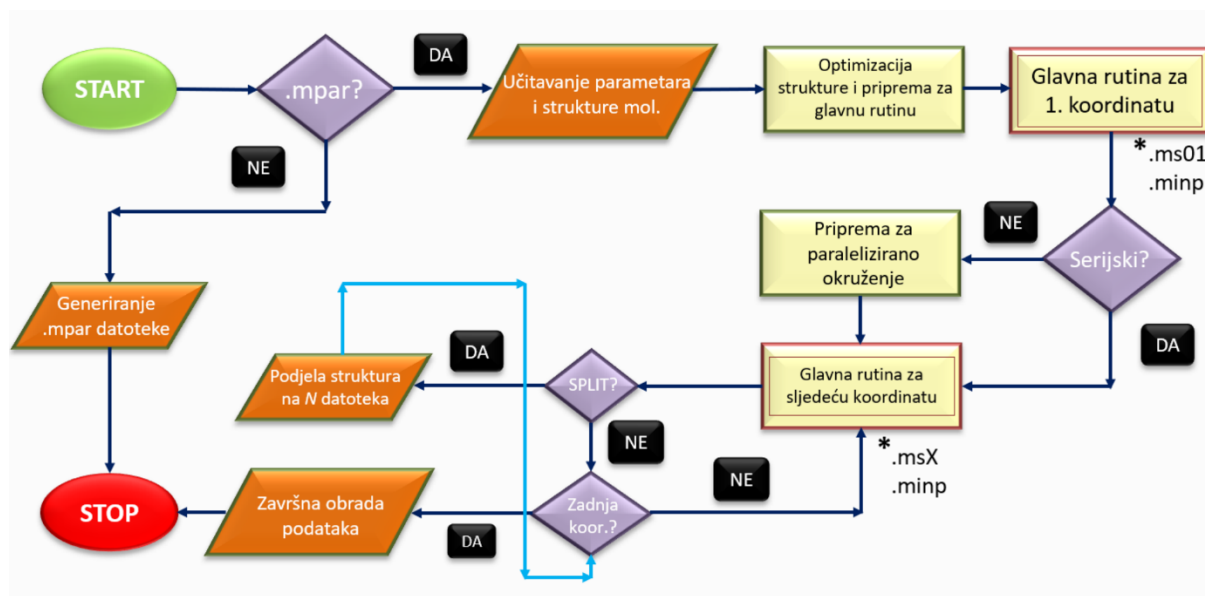 START
.mpar?
DA
Učitavanje parametara
i strukture mol.
Optimizacija
strukture i priprema za
glavnu rutinu
Glavna rutina za
1. koordinatu
*.ms01
.minp
NE
NE
Priprema za
paralelizirano
okruženje
Serijski?
DA
Generiranje
.mpar datoteke
Podjela struktura
na N datoteka
DA
SPLIT?
Glavna rutina za
sljedeću koordinatu
NE
*.msX
.minp
NE
STOP
Završna obrada
podataka
DA
Zadnja
koor.?